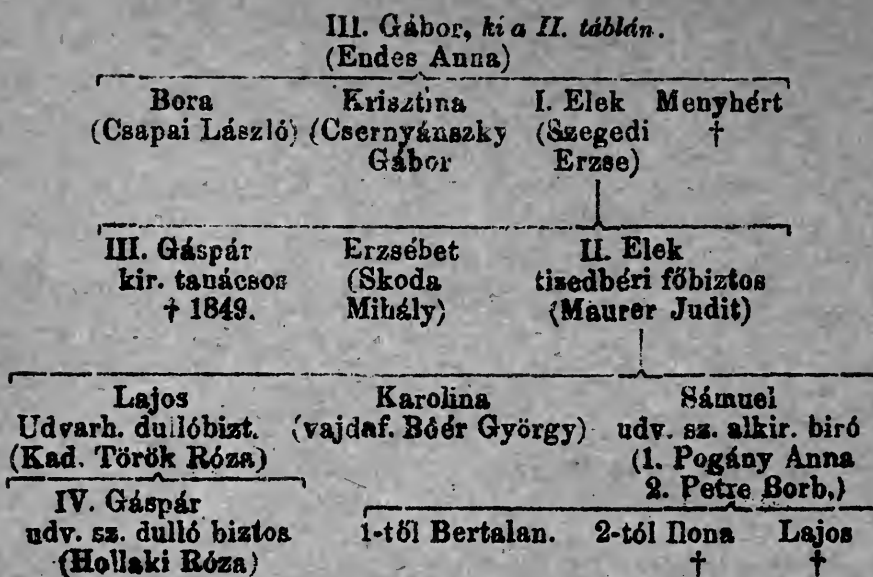 III. Gábor, ki a II. táblán.
(Endes Anna)
Bora Krisztina I. Elek Menyhért
(Csapai László) (Csernyánszky (Szegedi †
Gábor Erzse)
III. Gáspár Erzsébet II. Elek
kir. tanácsos (Skoda tizedbéri főbiztos
† 1849. Mihály) (Maurer Judit)
Lajos Karolina Sámuel
Udvarh. dullóbizt. (vajdaf. Bóér György) udv. sz. alkir. biró
(Kad. Török Róza) (1. Pogány Anna
2. Petre Borb.)
IV. Gáspár
udv. sz. dulló biztos 1-től Bertalan. 2-tól Ilona Lajos
(Hollaki Róza) † †